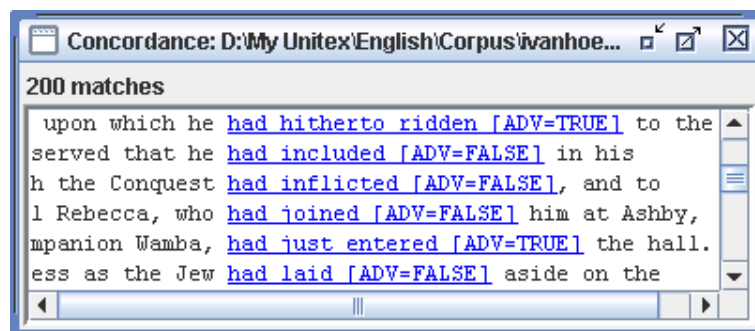 Concordance: D:\My Unitex\English\Corpus\ivanhoe...
200 matches
upon which he had hitherto ridden [ADV=TRUE] to the
served that he had included [ADV=FALSE] in his
h the Conquest had inflicted [ADV=FALSE], and to
l Rebecca, who had joined [ADV=FALSE] him at Ashby,
mpanion Wamba, had just entered [ADV=TRUE] the hall.
ess as the Jew had laid [ADV=FALSE] aside on the